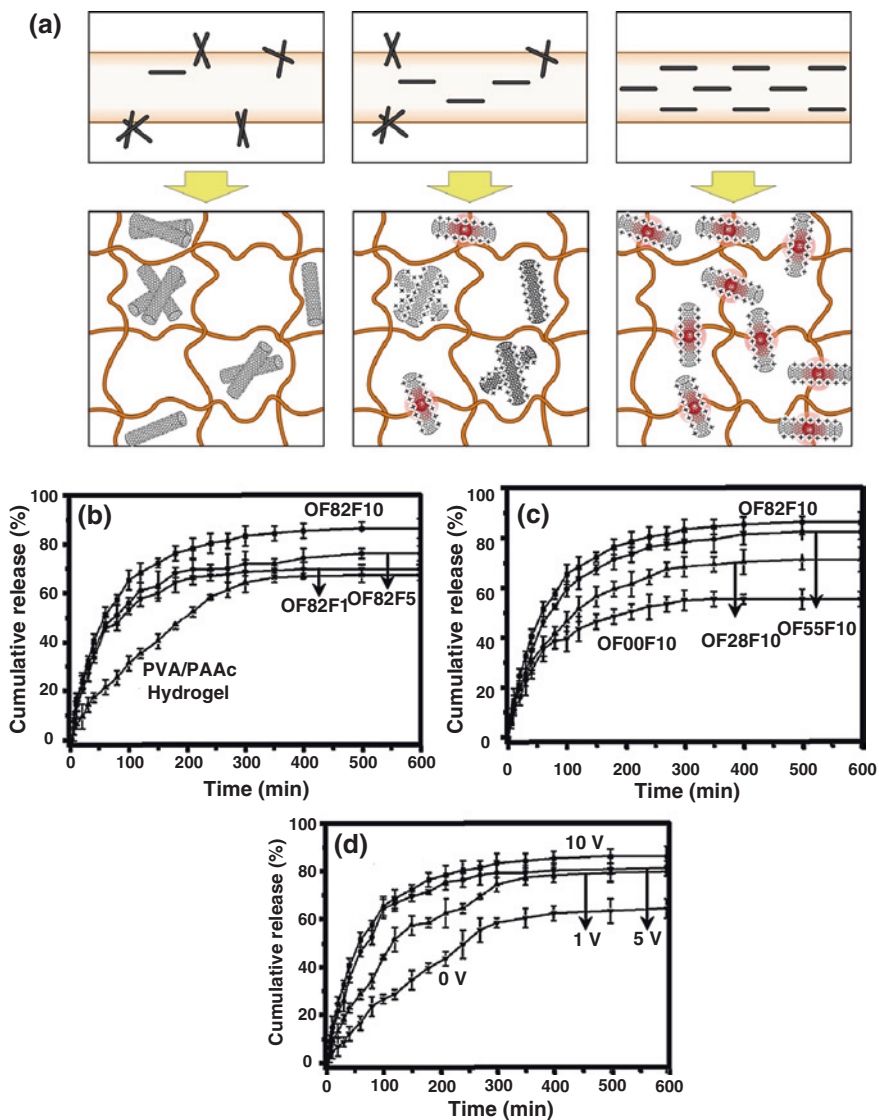 (a)
(b)
Cumulative release (%)
100
80
60
40
20
0
OF82F10
OF82F1
OF82F5
PVA/PAAc
Hydrogel
0
100
200
300
400
500
600
Time (min)
(c)
Cumulative release (%)
100
80
60
40
20
0
OF82F10
OF00F10
OF28F10
OF55F10
0
100
200
300
400
500
600
Time (min)
(d)
Cumulative release (%)
100
80
60
40
20
0
10 V
1 V
5 V
0 V
0
100
200
300
400
500
600
Time (min)